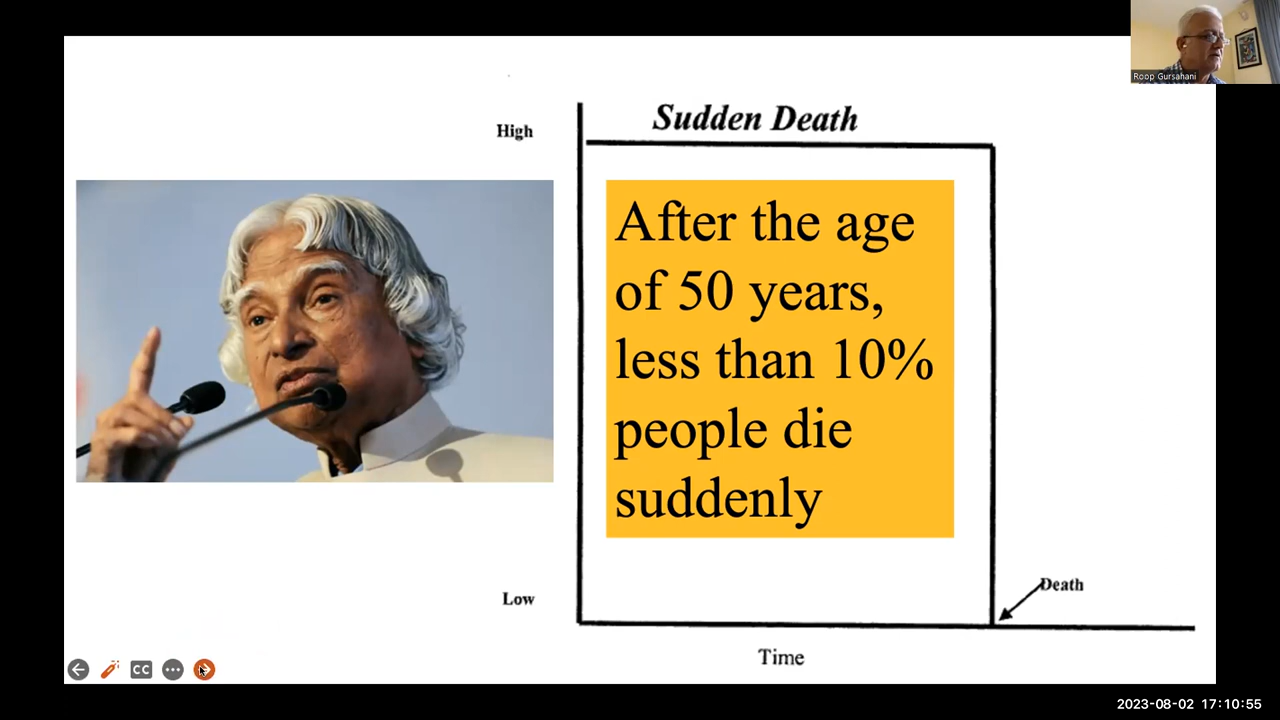 Roop Gursahani
Sudden Death
High
After the age
of 50 years,
less than 10%
people die
suddenly
Low
Death
Time
CC
2023-08-02 17:10:55